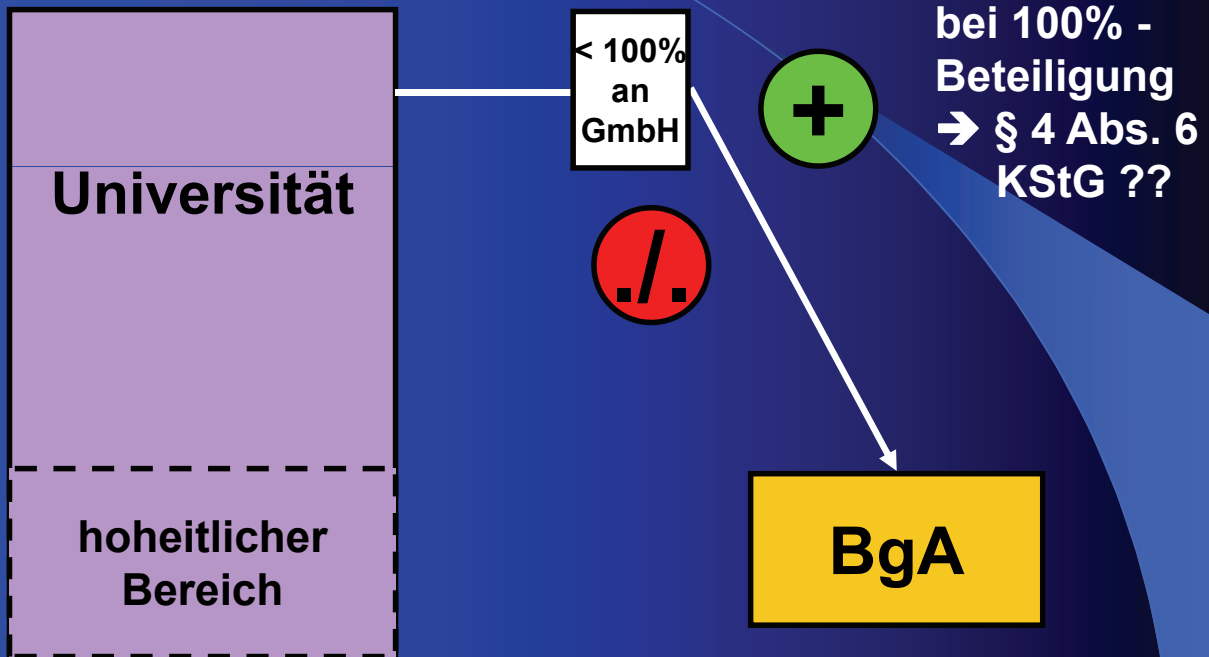 < 100%
an
GmbH
+
bei 100% -
Beteiligung
➔ § 4 Abs. 6
KStG ??
Universität
./.
hoheitlicher
Bereich
BgA